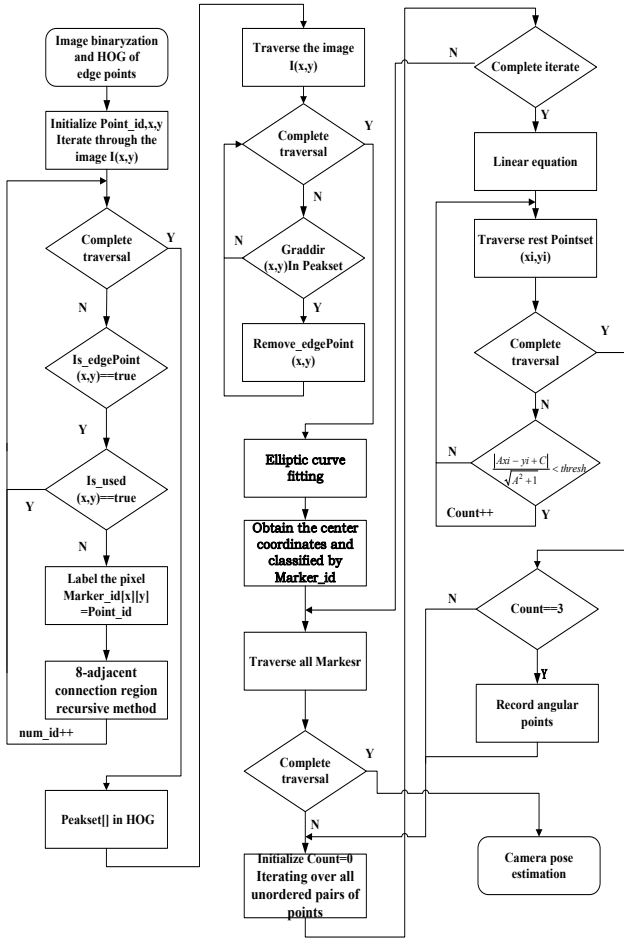 Image binaryzation
and HOG of
edge points
Initialize Point_id,x,y
Iterate through the
image I(x,y)
Complete
traversal
Y
N
Is_edgePoint
(x,y)==true
Y
Is_used
(x,y)==true
Y
N
Label the pixel
Marker_id[x][y]
=Point_id
8-adjacent
connection region
recursive method
num_id++
Peakset[] in HOG
Traverse the image
I(x,y)
Complete
traversal
Y
N
Graddir
(x,y)In Peakset
N
Y
Remove_edgePoint
(x,y)
Elliptic curve
fitting
Obtain the center
coordinates and
classified by
Marker_id
Traverse all Markesr
Complete
traversal
Y
N
Initialize Count=0
Iterating over all
unordered pairs of
points
N
Complete iterate
Y
Linear equation
Traverse rest Pointset
(xi,yi)
Complete
traversal
Y
N
N
|Axi − yi + C|
√A² + 1
< thresh
Count++
Y
N
Count==3
Y
Record angular
points
Camera pose
estimation